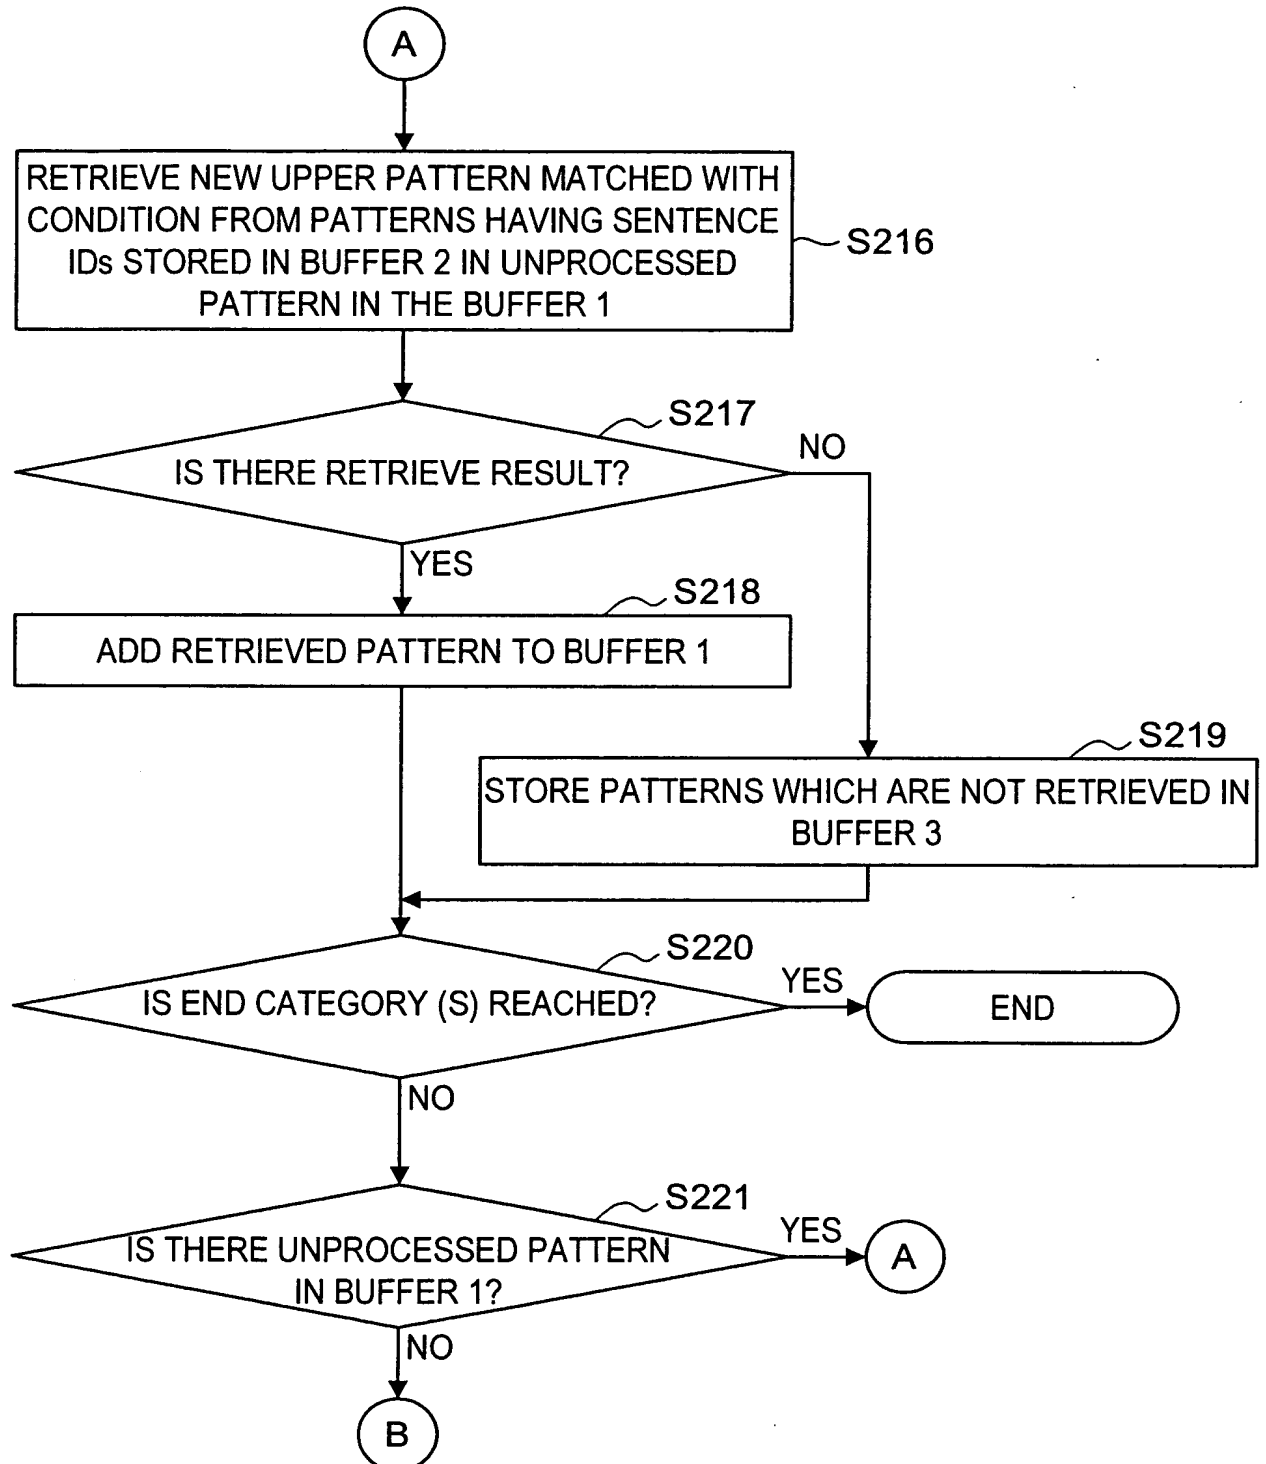 A
RETRIEVE NEW UPPER PATTERN MATCHED WITH
CONDITION FROM PATTERNS HAVING SENTENCE
IDs STORED IN BUFFER 2 IN UNPROCESSED
PATTERN IN THE BUFFER 1
S216
S217
IS THERE RETRIEVE RESULT?
NO
YES
S218
ADD RETRIEVED PATTERN TO BUFFER 1
S219
STORE PATTERNS WHICH ARE NOT RETRIEVED IN
BUFFER 3
S220
IS END CATEGORY (S) REACHED?
YES
END
NO
S221
IS THERE UNPROCESSED PATTERN
IN BUFFER 1?
YES
A
NO
B